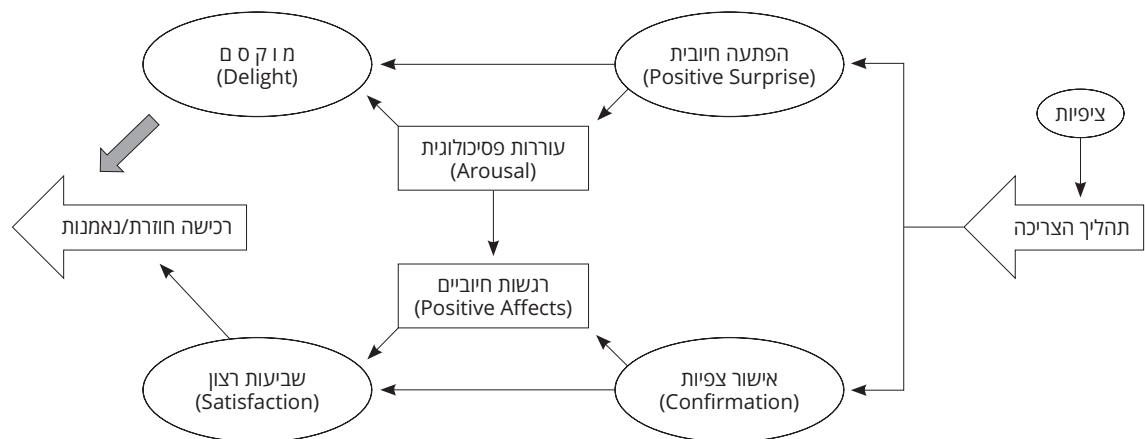 ציפיות
תהליך הצריכה
הפתעה חיובית
(Positive Surprise)
אישור צפיות
(Confirmation)
עוררות פסיכולוגית
(Arousal)
רגשות חיוביים
(Positive Affects)
מ ו ק ס ם
(Delight)
שביעות רצון
(Satisfaction)
רכישה חוזרת/נאמנות